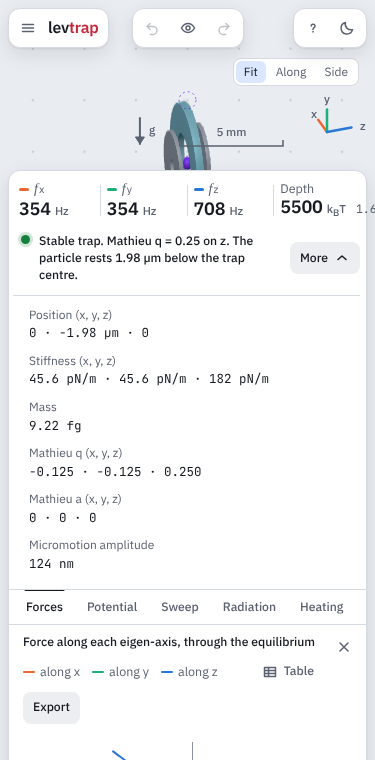 levtrap
?
Fit Along Side
y
x
z
g
5 mm
fx fy fz Depth
354 Hz 354 Hz 708 Hz 5500 kBT 1.6
Stable trap. Mathieu q = 0.25 on z. The
particle rests 1.98 µm below the trap
centre.
More
Position (x, y, z)
0 · -1.98 µm · 0
Stiffness (x, y, z)
45.6 pN/m · 45.6 pN/m · 182 pN/m
Mass
9.22 fg
Mathieu q (x, y, z)
-0.125 · -0.125 · 0.250
Mathieu a (x, y, z)
0 · 0 · 0
Micromotion amplitude
124 nm
Forces Potential Sweep Radiation Heating
Force along each eigen-axis, through the equilibrium
along x along y along z Table
Export